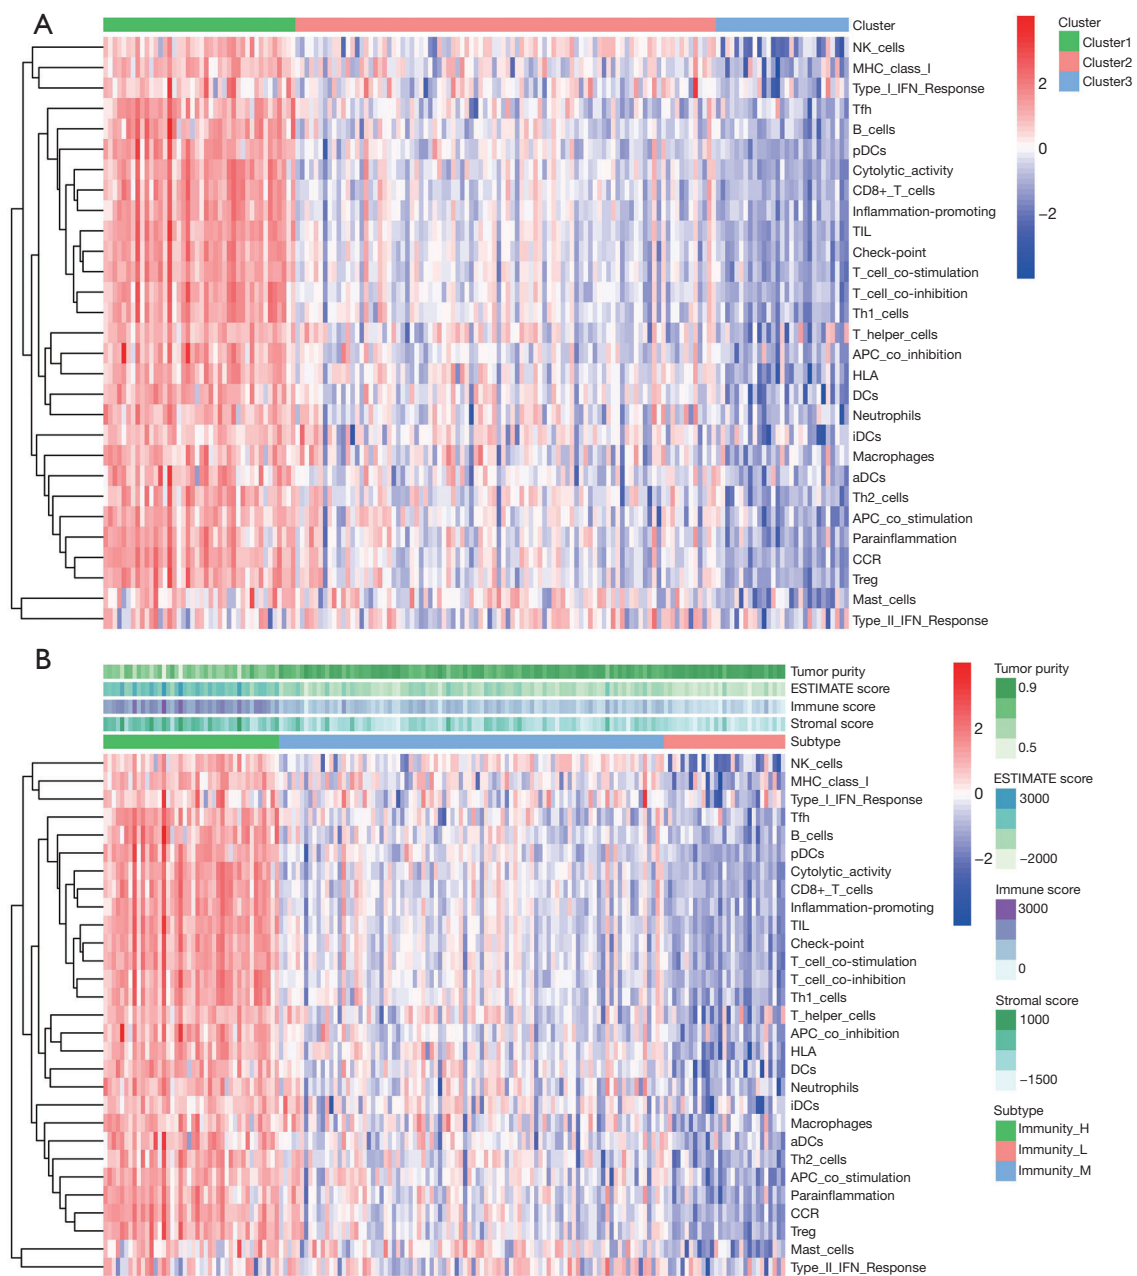 A
Cluster
NK_cells
MHC_class_I
Type_I_IFN_Response
Tfh
B_cells
pDCs
Cytolytic_activity
CD8+_T_cells
Inflammation-promoting
TIL
Check-point
T_cell_co-stimulation
T_cell_co-inhibition
Th1_cells
T_helper_cells
APC_co_inhibition
HLA
DCs
Neutrophils
iDCs
Macrophages
aDCs
Th2_cells
APC_co_stimulation
Parainflammation
CCR
Treg
Mast_cells
Type_II_IFN_Response
2
0
−2
Cluster
Cluster1
Cluster2
Cluster3
B
Tumor purity
ESTIMATE score
Immune score
Stromal score
Subtype
NK_cells
MHC_class_I
Type_I_IFN_Response
Tfh
B_cells
pDCs
Cytolytic_activity
CD8+_T_cells
Inflammation-promoting
TIL
Check-point
T_cell_co-stimulation
T_cell_co-inhibition
Th1_cells
T_helper_cells
APC_co_inhibition
HLA
DCs
Neutrophils
iDCs
Macrophages
aDCs
Th2_cells
APC_co_stimulation
Parainflammation
CCR
Treg
Mast_cells
Type_II_IFN_Response
2
0
−2
Tumor purity
0.9
0.5
ESTIMATE score
3000
−2000
Immune score
3000
0
Stromal score
1000
−1500
Subtype
Immunity_H
Immunity_L
Immunity_M